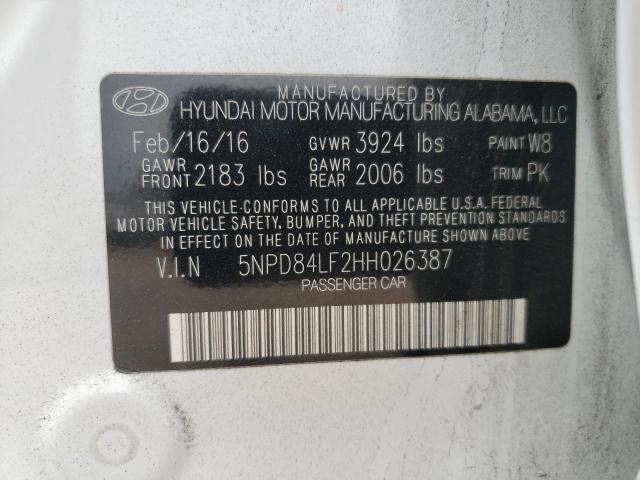 MANUFACTURED BY
HYUNDAI MOTOR MANUFACTURING ALABAMA, LLC
Feb/16/16 GVWR 3924 lbs PAINT W8
GAWR FRONT 2183 lbs GAWR REAR 2006 lbs TRIM PK
THIS VEHICLE CONFORMS TO ALL APPLICABLE U.S.A. FEDERAL
MOTOR VEHICLE SAFETY, BUMPER, AND THEFT PREVENTION STANDARDS
IN EFFECT ON THE DATE OF MANUFACTURE SHOWN ABOVE.
V.I.N 5NPD84LF2HH026387
PASSENGER CAR